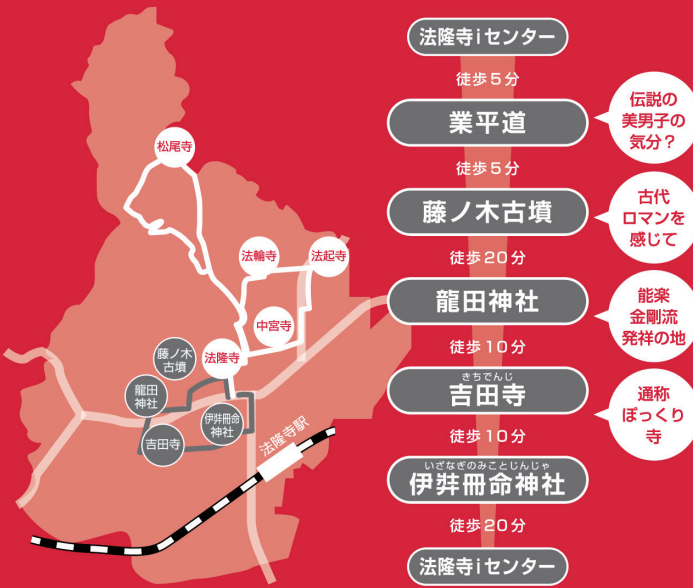 松尾寺
法輪寺
法起寺
中宮寺
法隆寺
藤ノ木
古墳
龍田
神社
吉田寺
伊弉冊命
神社
法隆寺駅
法隆寺iセンター
徒歩5分
業平道
伝説の
美男子の
気分？
徒歩5分
藤ノ木古墳
古代
ロマンを
感じて
徒歩20分
龍田神社
能楽
金剛流
発祥の地
徒歩10分
きちでんじ
吉田寺
通称
ぽっくり
寺
徒歩10分
いざなぎのみことじんじゃ
伊弉冊命神社
徒歩20分
法隆寺iセンター